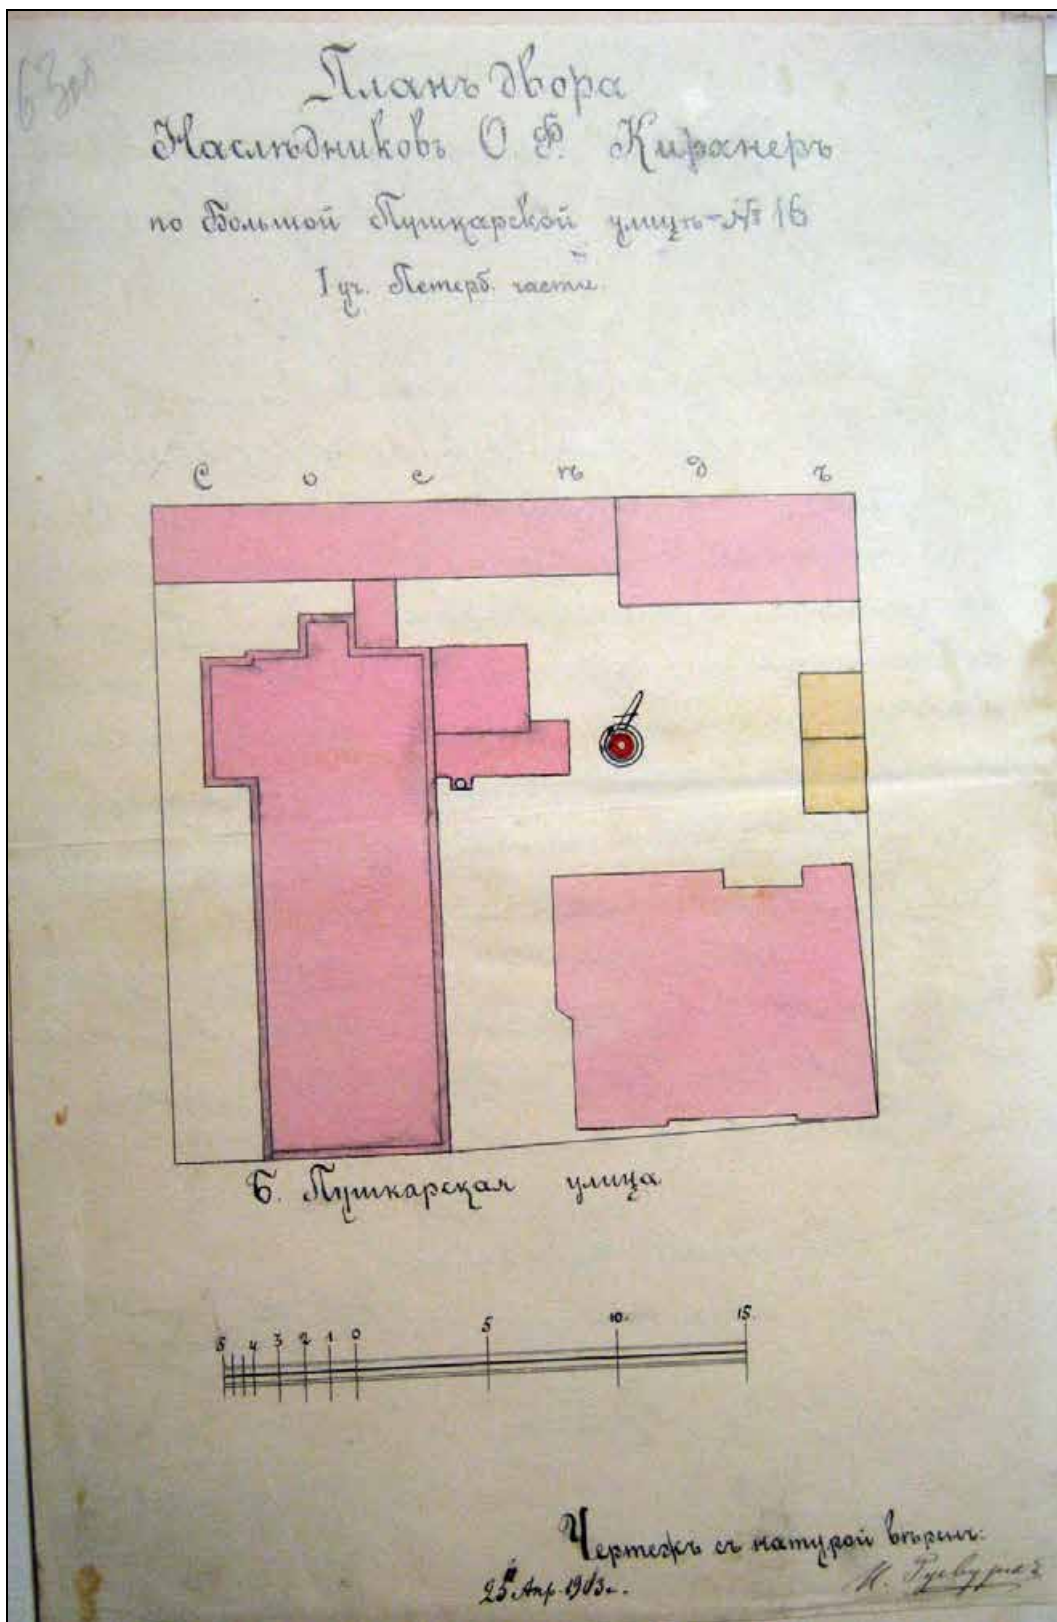 Планъ двора
Наслѣдниковъ О. Ф. Кирхнеръ
по Большой Пушкарской улицѣ - № 16
I уч. Петерб. части.
С о с ѣ д ъ
Б. Пушкарская улица
5 4 3 2 1 0 5 10. 15.
Чертежъ съ натурой вѣренъ:
25 Апр. 1903 г.